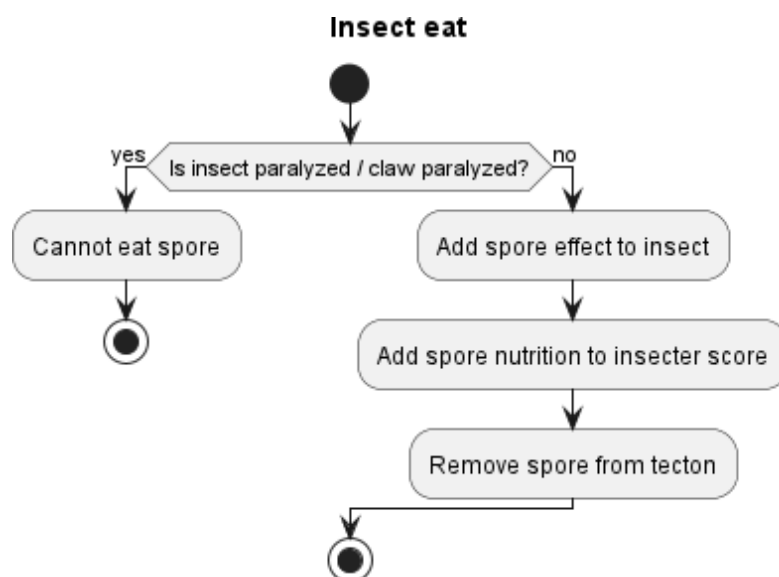 Insect eat
yes
Is insect paralyzed / claw paralyzed?
no
Cannot eat spore
Add spore effect to insect
Add spore nutrition to insecter score
Remove spore from tecton